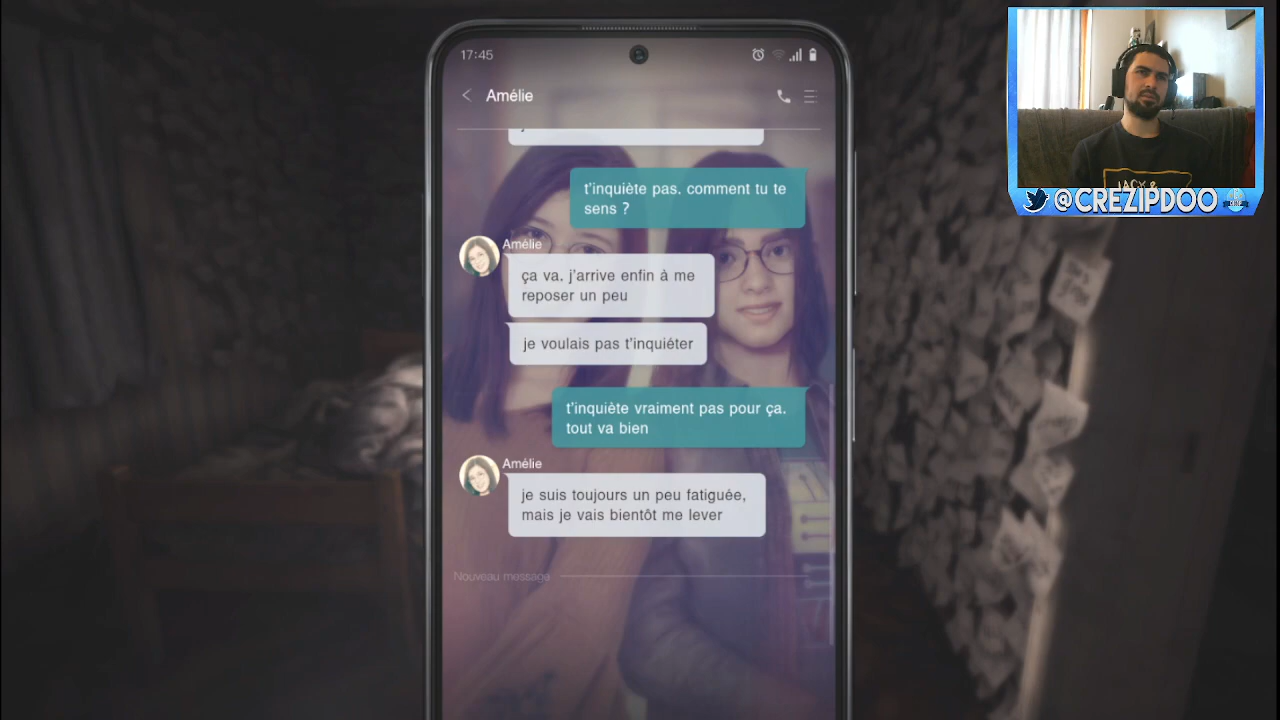 17:45
Amélie
t'inquiète pas. comment tu te
sens ?
Amélie
ça va. j'arrive enfin à me
reposer un peu
je voulais pas t'inquiéter
t'inquiète vraiment pas pour ça.
tout va bien
Amélie
je suis toujours un peu fatiguée,
mais je vais bientôt me lever
Nouveau message
JACK &
@CREZIPDOO